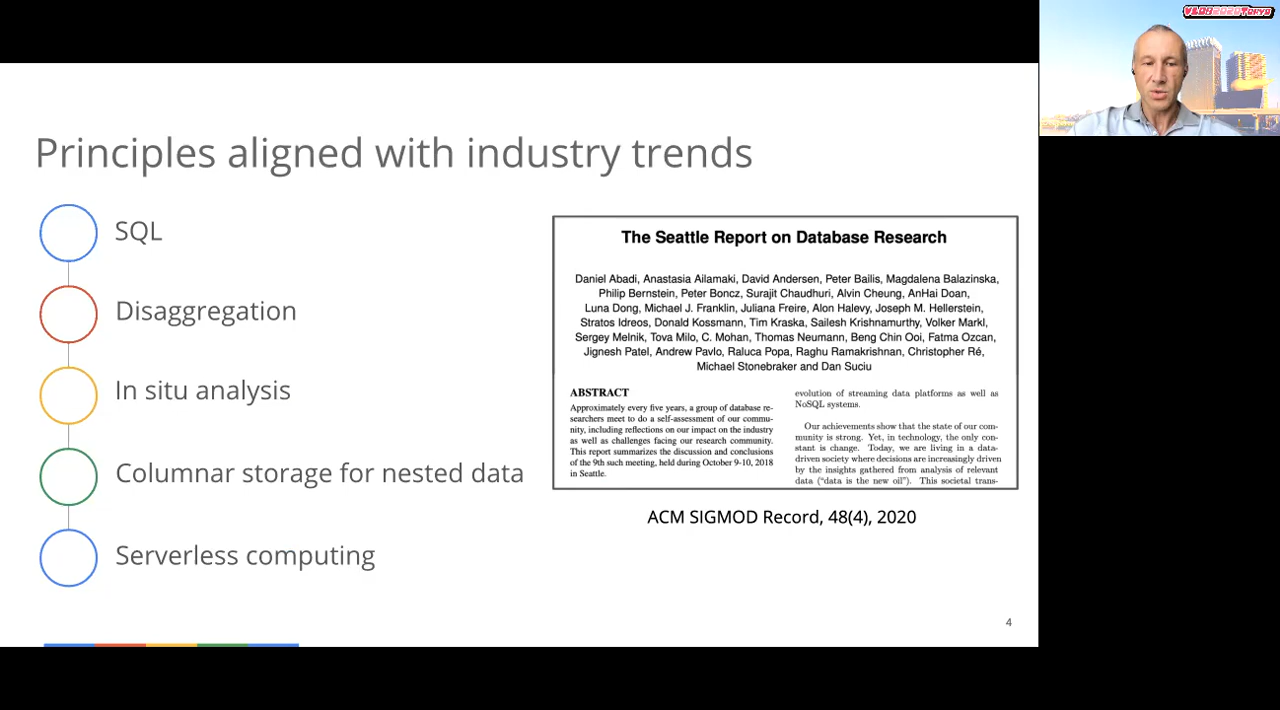 VLDB2020Tokyo
Principles aligned with industry trends
SQL
Disaggregation
In situ analysis
Columnar storage for nested data
Serverless computing
The Seattle Report on Database Research
Daniel Abadi, Anastasia Ailamaki, David Andersen, Peter Bailis, Magdalena Balazinska,
Philip Bernstein, Peter Boncz, Surajit Chaudhuri, Alvin Cheung, AnHai Doan,
Luna Dong, Michael J. Franklin, Juliana Freire, Alon Halevy, Joseph M. Hellerstein,
Stratos Idreos, Donald Kossmann, Tim Kraska, Sailesh Krishnamurthy, Volker Markl,
Sergey Melnik, Tova Milo, C. Mohan, Thomas Neumann, Beng Chin Ooi, Fatma Ozcan,
Jignesh Patel, Andrew Pavlo, Raluca Popa, Raghu Ramakrishnan, Christopher Ré,
Michael Stonebraker and Dan Suciu
ABSTRACT
Approximately every five years, a group of database re-
searchers meet to do a self-assessment of our commu-
nity, including reflections on our impact on the industry
as well as challenges facing our research community.
This report summarizes the discussion and conclusions
of the 9th such meeting, held during October 9-10, 2018
in Seattle.
evolution of streaming data platforms as well as
NoSQL systems.
Our achievements show that the state of our com-
munity is strong. Yet, in technology, the only con-
stant is change. Today, we are living in a data-
driven society where decisions are increasingly driven
by the insights gathered from analysis of relevant
data (“data is the new oil”). This societal trans-
ACM SIGMOD Record, 48(4), 2020
4